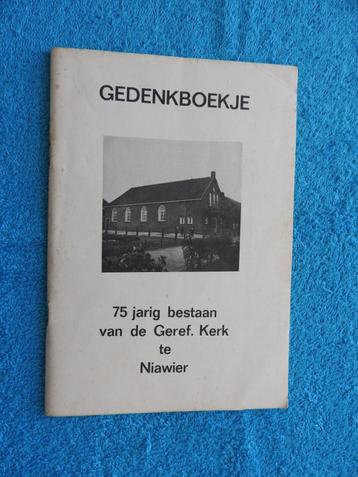 GEDENKBOEKJE
75 jarig bestaan
van de Geref. Kerk
te
Niawier